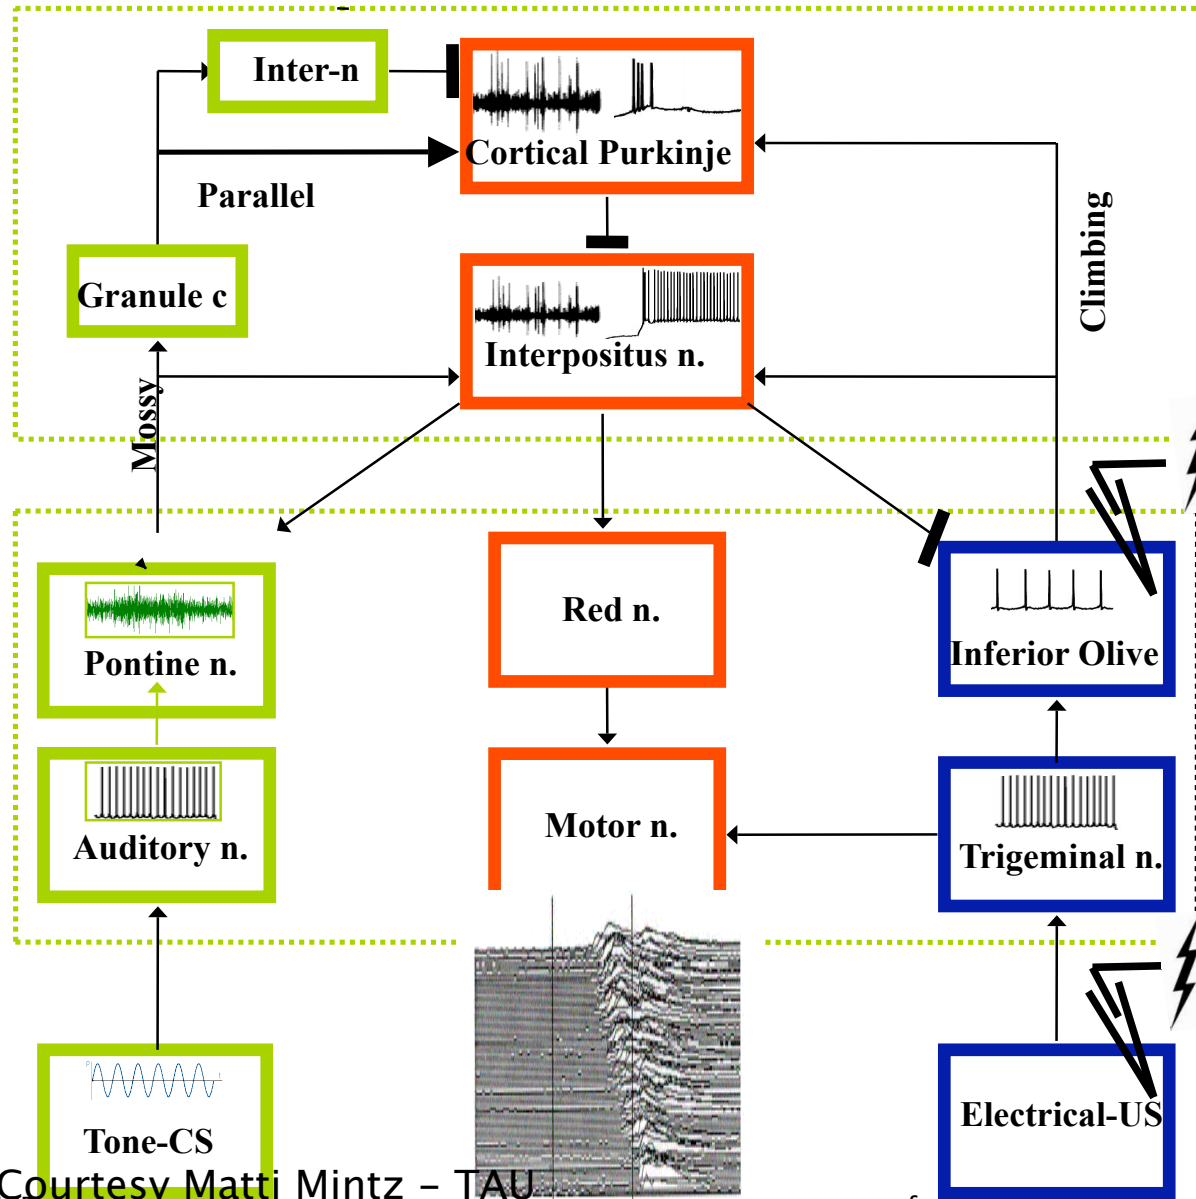 Inter-n
Cortical Purkinje
Parallel
Climbing
Granule c
Interpositus n.
Mossy
Red n.
Pontine n.
Inferior Olive
Motor n.
Auditory n.
Trigeminal n.
Electrical-US
Tone-CS
Courtesy Matti Mintz – TAU